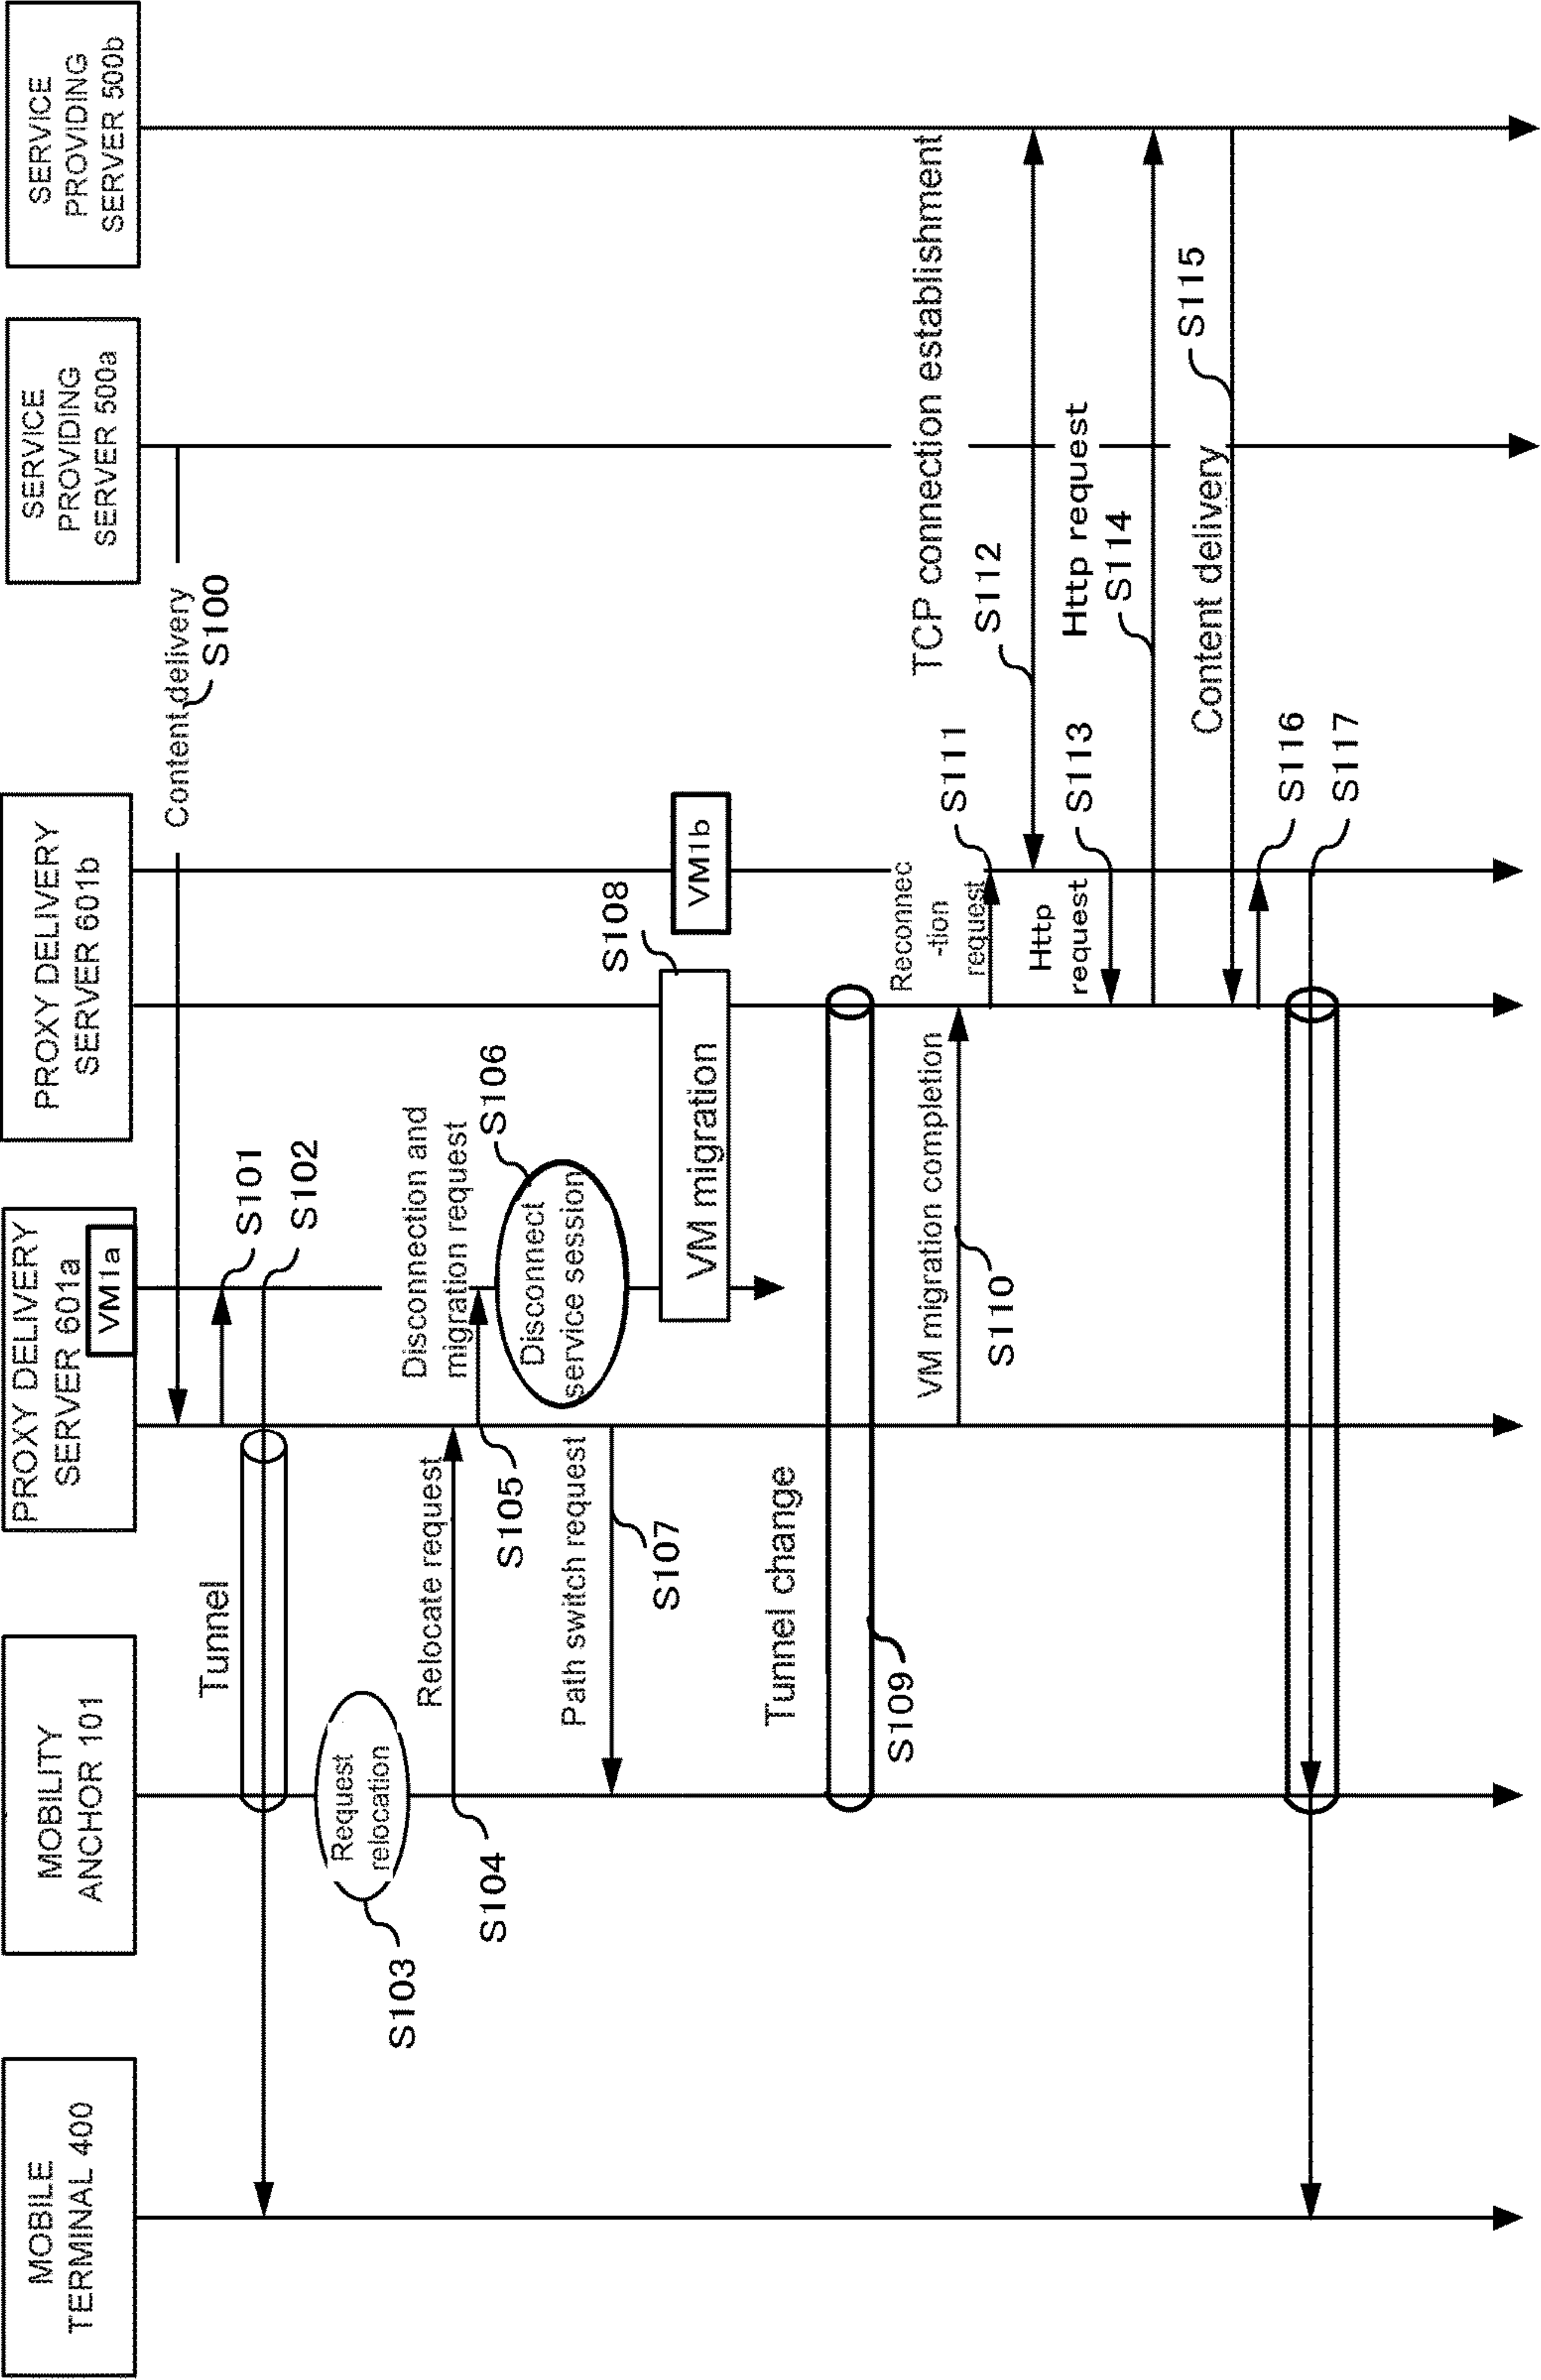 MOBILE
TERMINAL 400
MOBILITY
ANCHOR 101
PROXY DELIVERY
SERVER 601a
VM1a
PROXY DELIVERY
SERVER 601b
SERVICE
PROVIDING
SERVER 500a
SERVICE
PROVIDING
SERVER 500b
Content delivery
S100
S101
Tunnel
S102
Request
relocation
S103
Relocate request
S104
Disconnection and
migration request
S105
Disconnect
service session
S106
Path switch request
S107
S108
VM migration
VM1b
Tunnel change
S109
VM migration completion
S110
Reconnec
-tion
request
S111
TCP connection establishment
S112
Http
request
S113
Http request
S114
Content delivery
S115
S116
S117